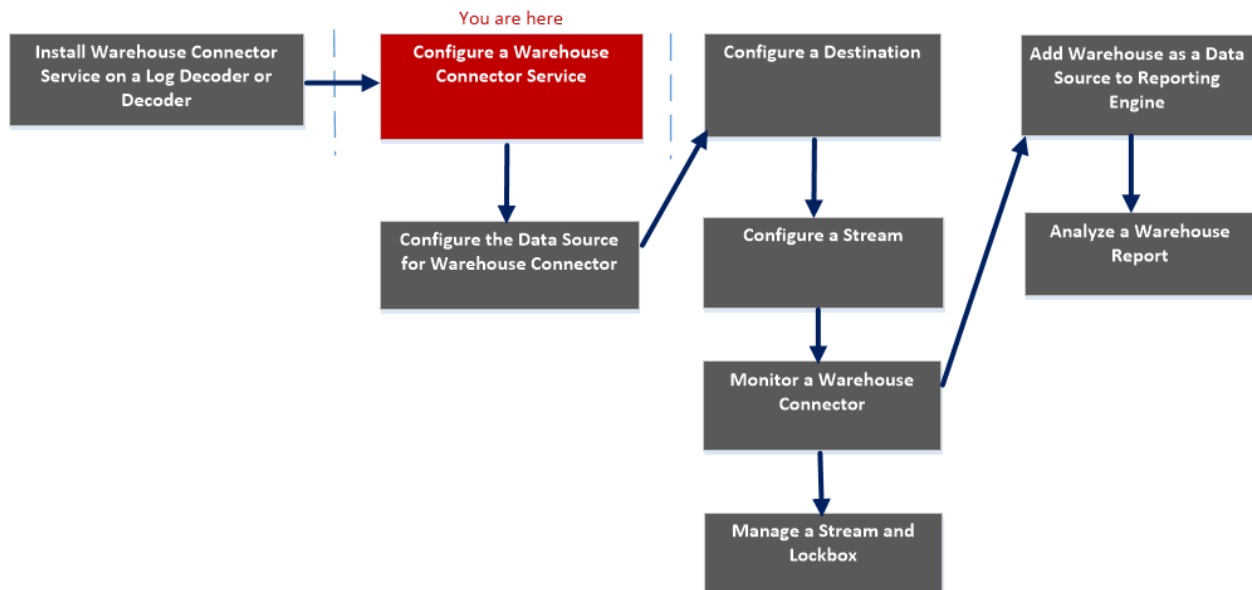 You are here
Install Warehouse Connector
Service on a Log Decoder or
Decoder
Configure a Warehouse
Connector Service
Configure the Data Source
for Warehouse Connector
Configure a Destination
Configure a Stream
Monitor a Warehouse
Connector
Manage a Stream and
Lockbox
Add Warehouse as a Data
Source to Reporting
Engine
Analyze a Warehouse
Report